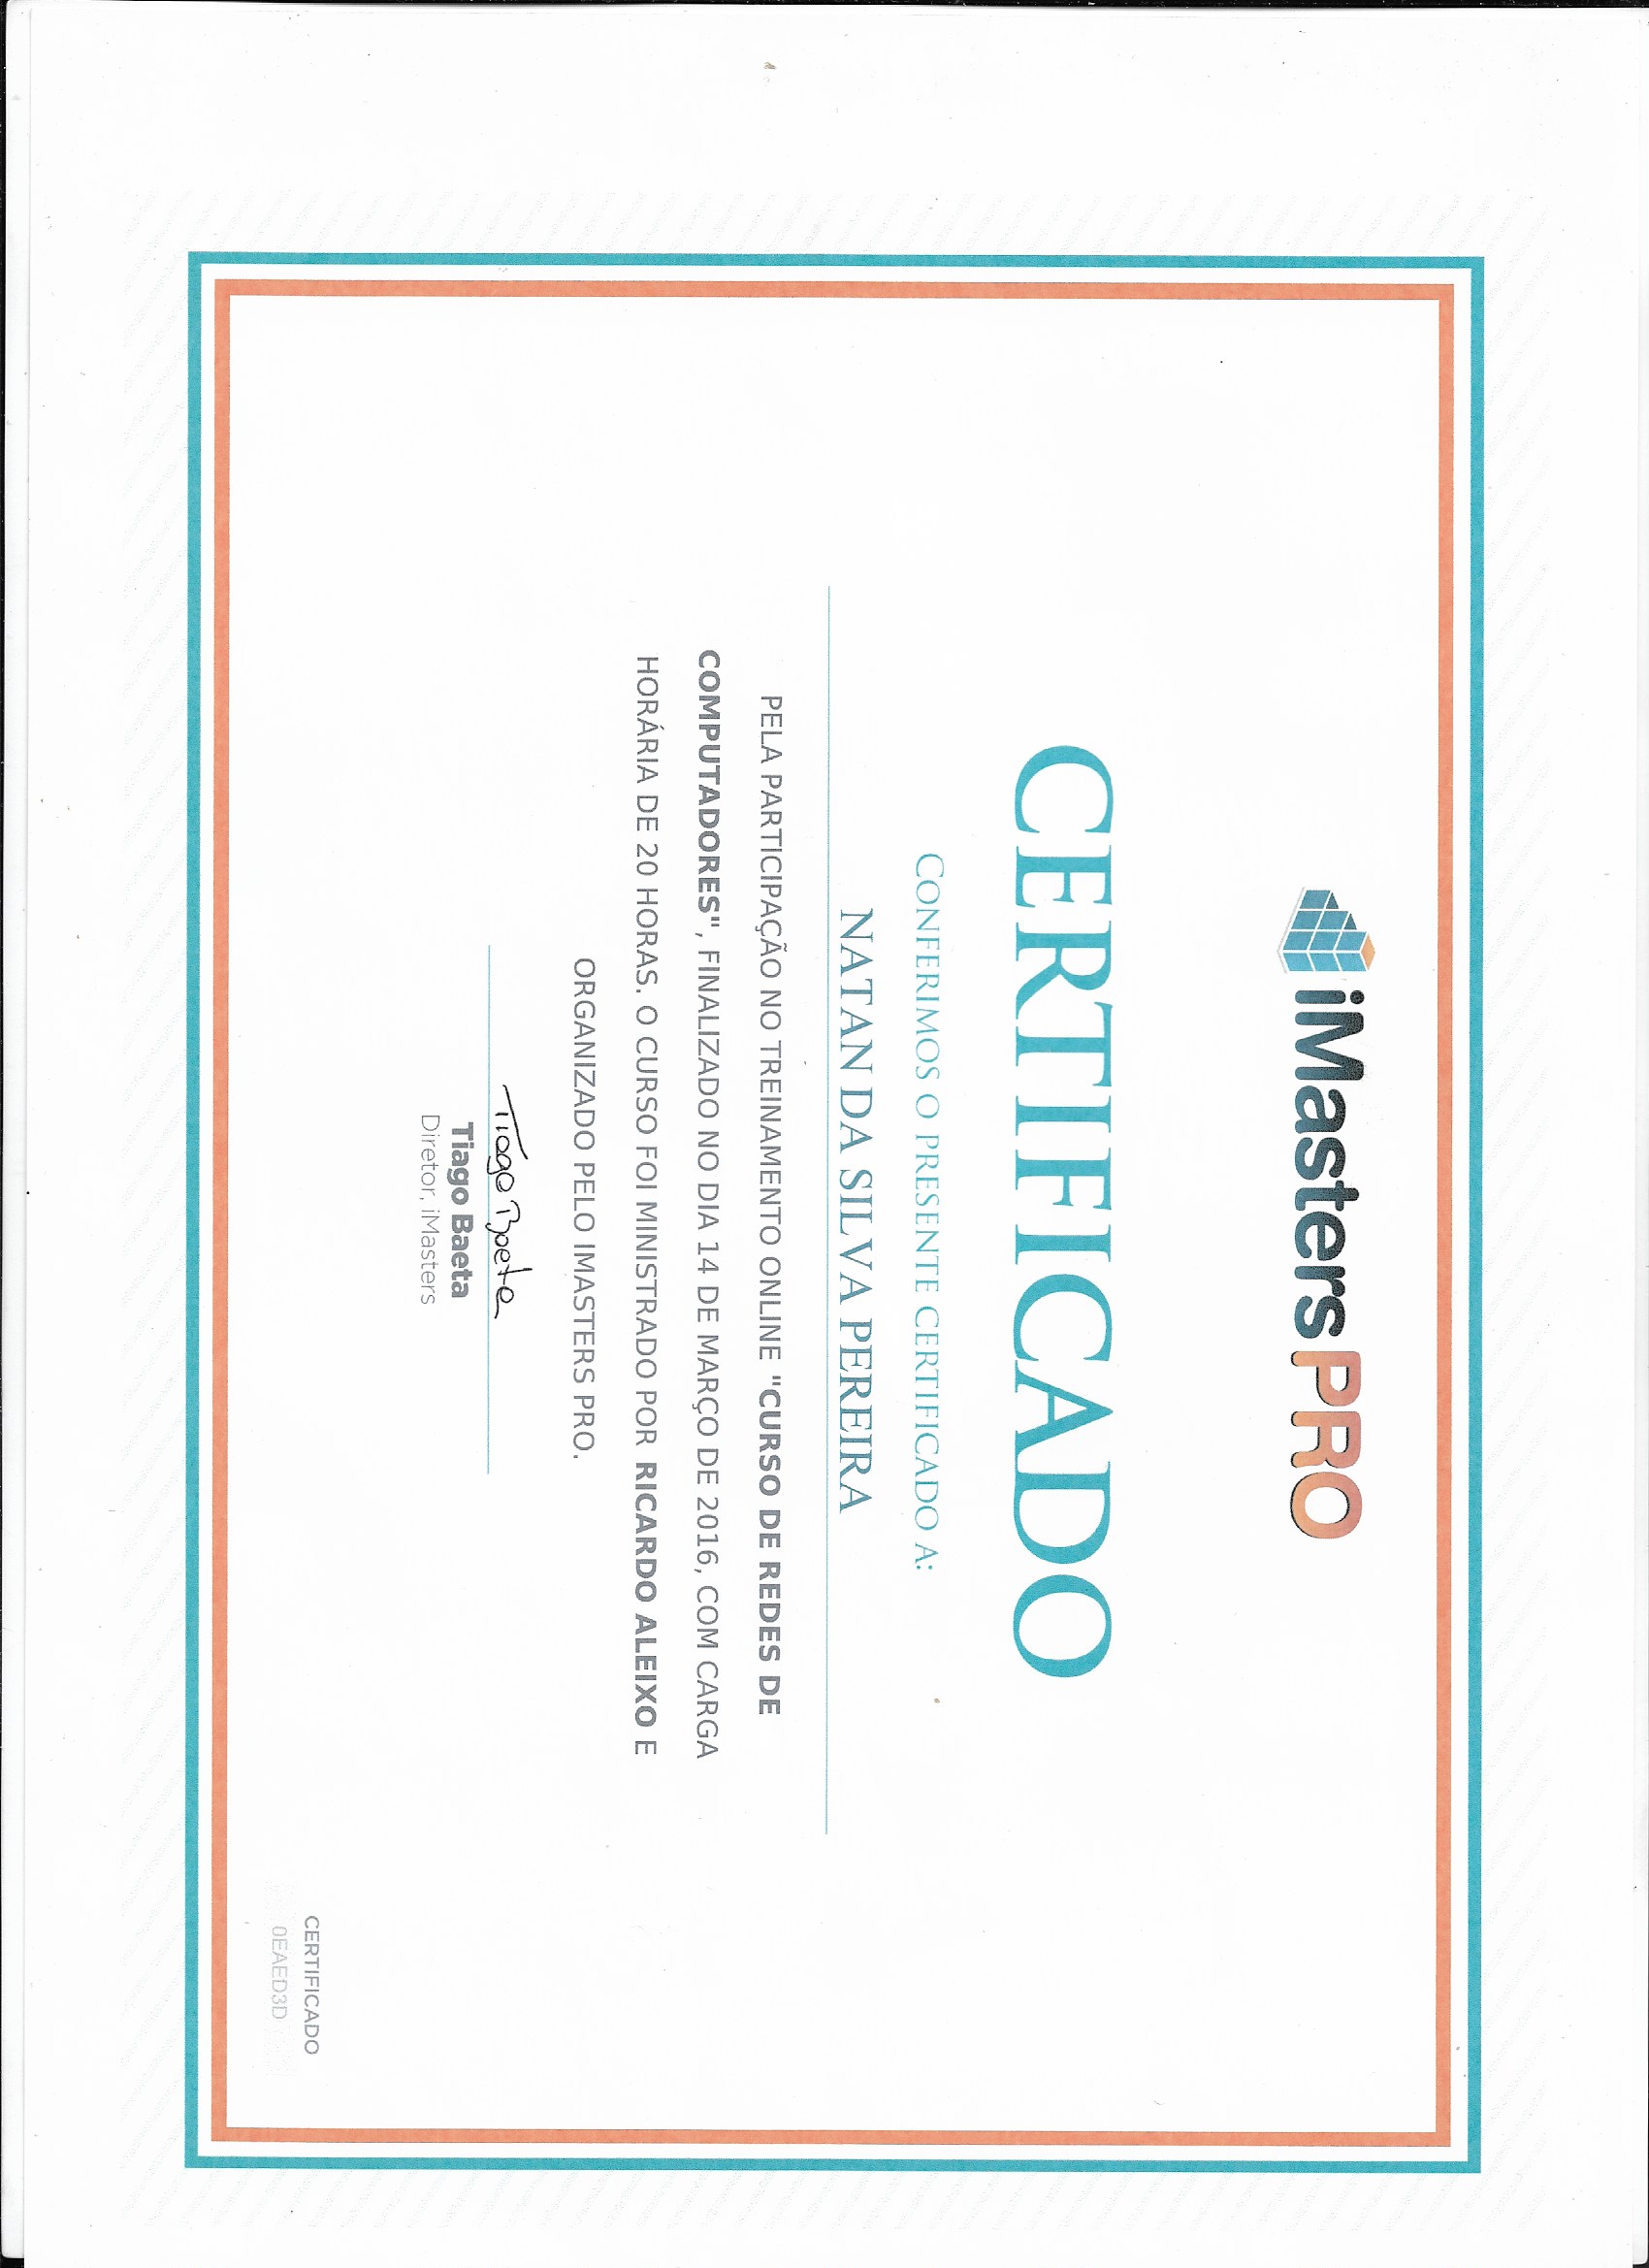 iMasters PRO
CERTIFICADO
CONFERIMOS O PRESENTE CERTIFICADO A:
NATAN DA SILVA PEREIRA
PELA PARTICIPAÇÃO NO TREINAMENTO ONLINE "CURSO DE REDES DE
COMPUTADORES", FINALIZADO NO DIA 14 DE MARÇO DE 2016, COM CARGA
HORÁRIA DE 20 HORAS. O CURSO FOI MINISTRADO POR RICARDO ALEIXO E
ORGANIZADO PELO IMASTERS PRO.
Tiago Baeta
Tiago Baeta
Diretor, iMasters
CERTIFICADO
0EAED3D